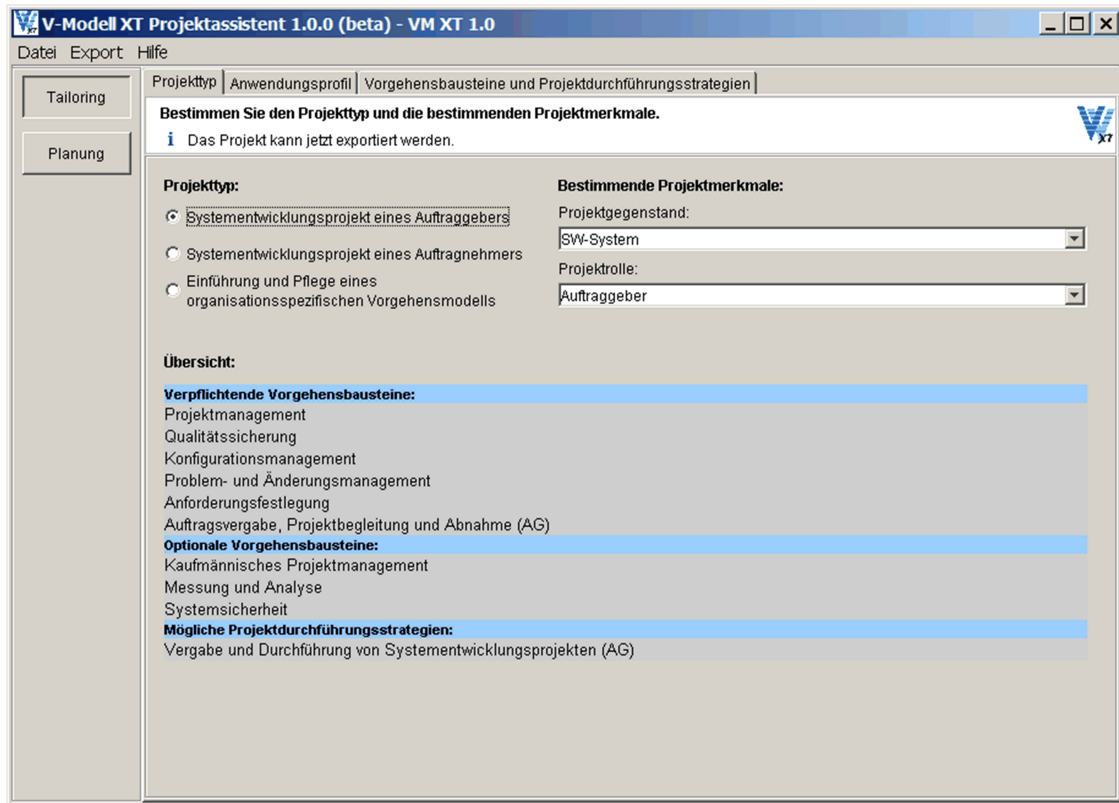 V-Modell XT Projektassistent 1.0.0 (beta) - VM XT 1.0
Datei Export Hilfe
Tailoring
Planung
Projekttyp Anwendungsprofil Vorgehensbausteine und Projektdurchführungsstrategien
Bestimmen Sie den Projekttyp und die bestimmenden Projektmerkmale.
i Das Projekt kann jetzt exportiert werden.
XT
Projekttyp:
Systementwicklungsprojekt eines Auftraggebers
Systementwicklungsprojekt eines Auftragnehmers
Einführung und Pflege eines
organisationsspezifischen Vorgehensmodells
Bestimmende Projektmerkmale:
Projektgegenstand:
SW-System
Projektrolle:
Auftraggeber
Übersicht:
Verpflichtende Vorgehensbausteine:
Projektmanagement
Qualitätssicherung
Konfigurationsmanagement
Problem- und Änderungsmanagement
Anforderungsfestlegung
Auftragsvergabe, Projektbegleitung und Abnahme (AG)
Optionale Vorgehensbausteine:
Kaufmännisches Projektmanagement
Messung und Analyse
Systemsicherheit
Mögliche Projektdurchführungsstrategien:
Vergabe und Durchführung von Systementwicklungsprojekten (AG)